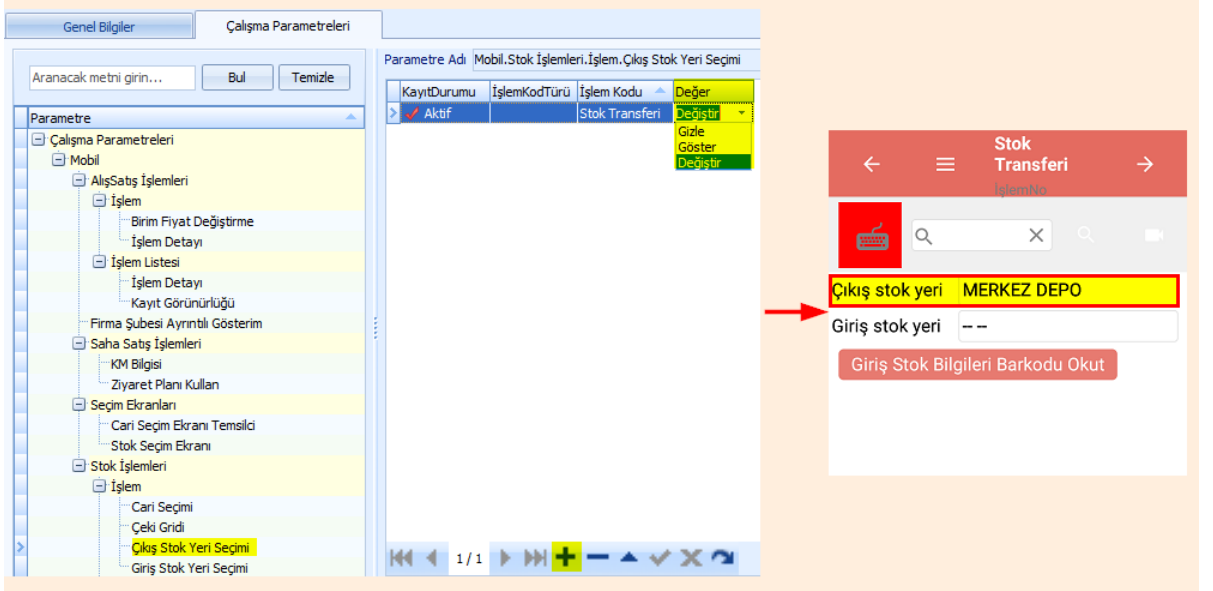 Genel Bilgiler
Çalışma Parametreleri
Aranacak metni girin...
Bul
Temizle
Parametre
Çalışma Parametreleri
Mobil
AlışSatış İşlemleri
İşlem
Birim Fiyat Değiştirme
İşlem Detayı
İşlem Listesi
İşlem Detayı
Kayıt Görünürlüğü
Firma Şubesi Ayrıntılı Gösterim
Saha Satış İşlemleri
KM Bilgisi
Ziyaret Planı Kullan
Seçim Ekranları
Cari Seçim Ekranı Temsilci
Stok Seçim Ekranı
Stok İşlemleri
İşlem
Cari Seçimi
Çeki Gridi
Çıkış Stok Yeri Seçimi
Giriş Stok Yeri Seçimi
Parametre Adı Mobil.Stok İşlemleri.İşlem.Çıkış Stok Yeri Seçimi
KayıtDurumu İşlemKodTürü İşlem Kodu Değer
Aktif Stok Transferi Değiştir
Gizle
Göster
Değiştir
1 / 1
Stok
Transferi
İşlemNo
Çıkış stok yeri MERKEZ DEPO
Giriş stok yeri -- --
Giriş Stok Bilgileri Barkodu Okut